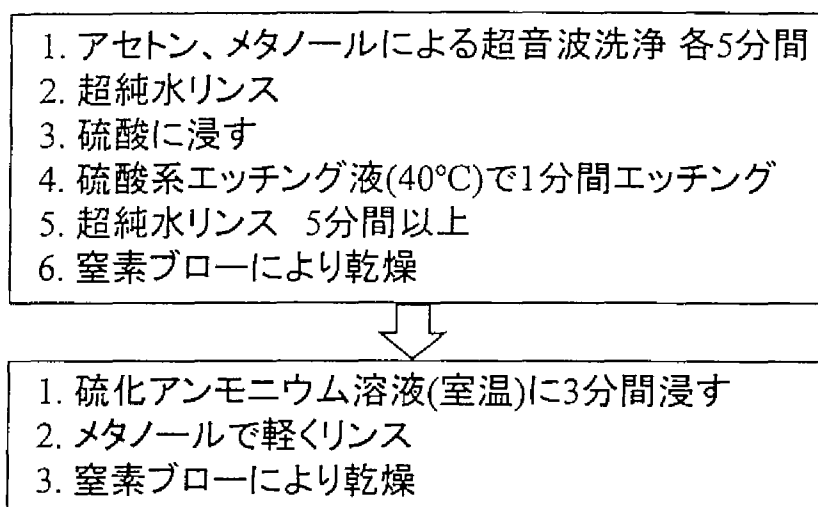 1. アセトン、メタノールによる超音波洗浄 各5分間
2. 超純水リンス
3. 硫酸に浸す
4. 硫酸系エッチング液(40°C)で1分間エッチング
5. 超純水リンス 5分間以上
6. 窒素ブローにより乾燥
1. 硫化アンモニウム溶液(室温)に3分間浸す
2. メタノールで軽くリンス
3. 窒素ブローにより乾燥